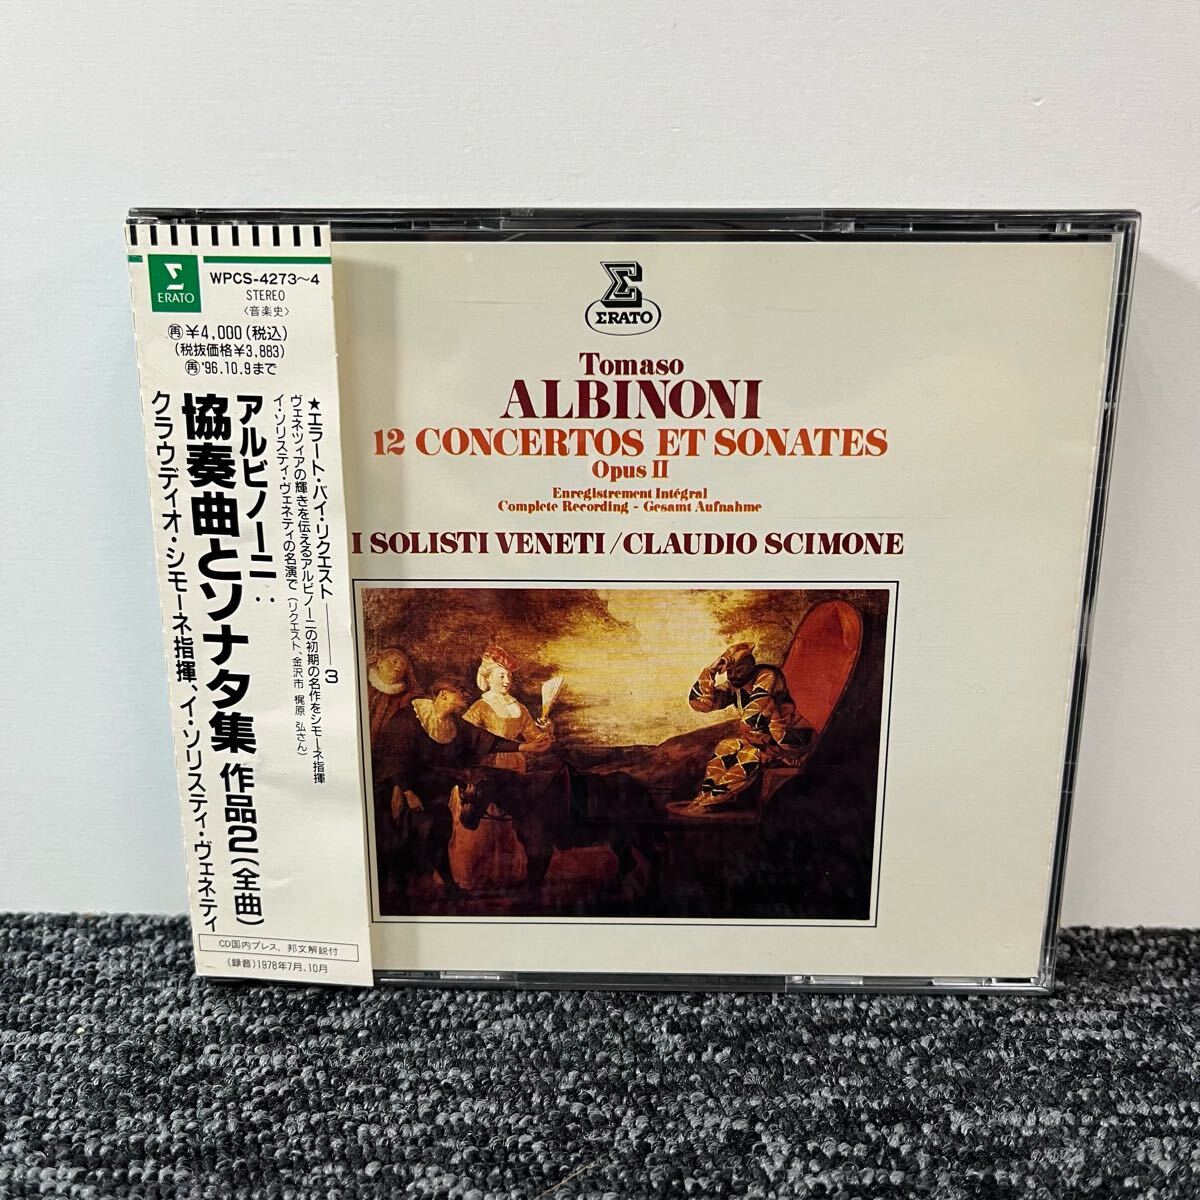 ERATO
WPCS-4273〜4
STEREO
〈音楽史〉
㊢¥4,000(税込)
(税抜価格¥3,883)
㊢'96.10.9まで
★エラート・バイ・リクエスト――3
ヴェネツィアの輝きを伝えるアルビノーニの初期の名作をシモーネ指揮
イ・ソリスティ・ヴェネティの名演で(リクエスト、金沢市 梶原 弘さん)
アルビノーニ:
協奏曲とソナタ集 作品2(全曲)
クラウディオ・シモーネ指揮、イ・ソリスティ・ヴェネティ
CD国内プレス、邦文解説付
(録音)1978年7月、10月
ERATO
Tomaso
ALBINONI
12 CONCERTOS ET SONATES
Opus II
Enregistrement Intégral
Complete Recording - Gesamt Aufnahme
I SOLISTI VENETI/CLAUDIO SCIMONE